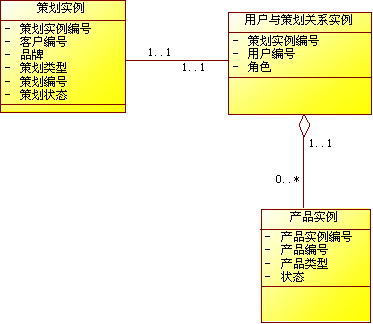 策划实例
- 策划实例编号
- 客户编号
- 品牌
- 策划类型
- 策划编号
- 策划状态
1..1
1..1
用户与策划关系实例
- 策划实例编号
- 用户编号
- 角色
1..1
0..*
产品实例
- 产品实例编号
- 产品编号
- 产品类型
- 状态